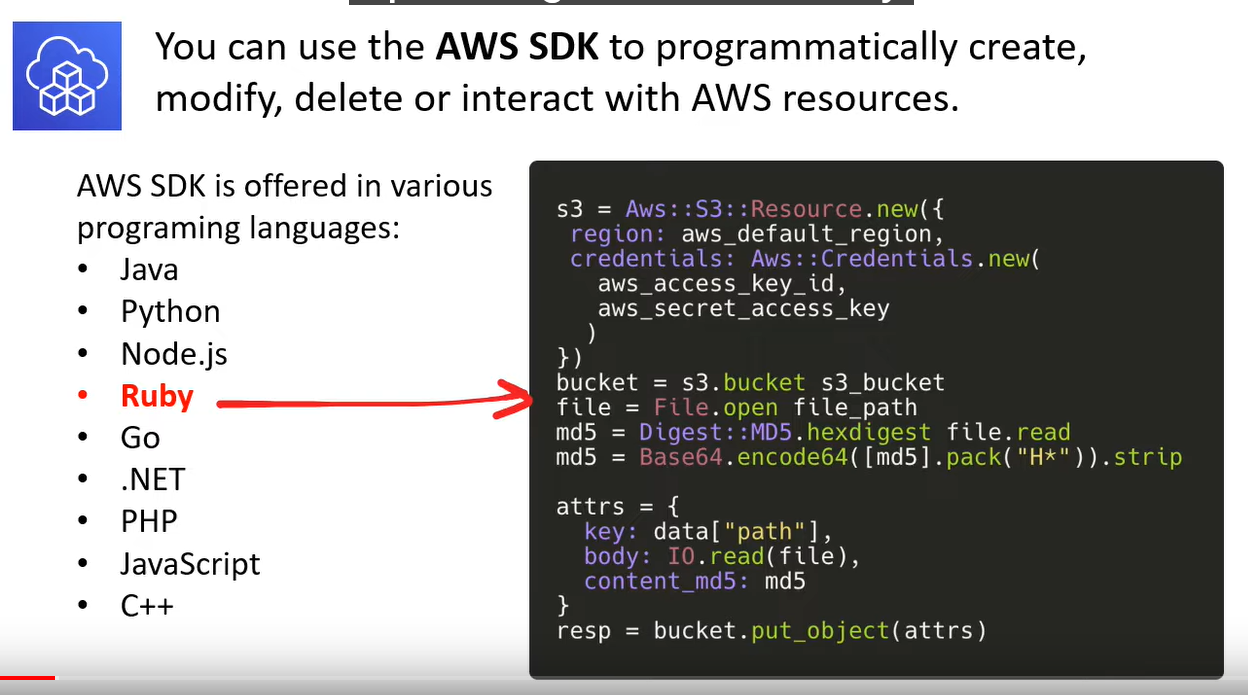 You can use the AWS SDK to programmatically create,
modify, delete or interact with AWS resources.
AWS SDK is offered in various
programing languages:
• Java
• Python
• Node.js
• Ruby
• Go
• .NET
• PHP
• JavaScript
• C++
s3 = Aws::S3::Resource.new({
 region: aws_default_region,
 credentials: Aws::Credentials.new(
   aws_access_key_id,
   aws_secret_access_key
  )
})
bucket = s3.bucket s3_bucket
file = File.open file_path
md5 = Digest::MD5.hexdigest file.read
md5 = Base64.encode64([md5].pack("H*")).strip

attrs = {
  key: data["path"],
  body: IO.read(file),
  content_md5: md5
}
resp = bucket.put_object(attrs)